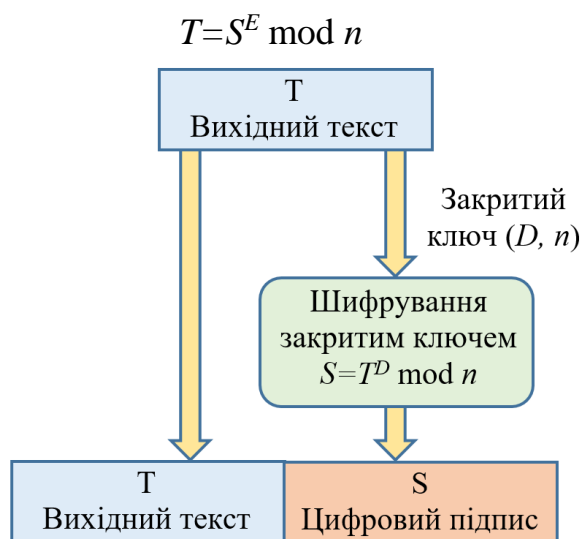 T=S^E mod n
T
Вихідний текст
Закритий
ключ (D, n)
Шифрування
закритим ключем
S=T^D mod n
T
Вихідний текст
S
Цифровий підпис